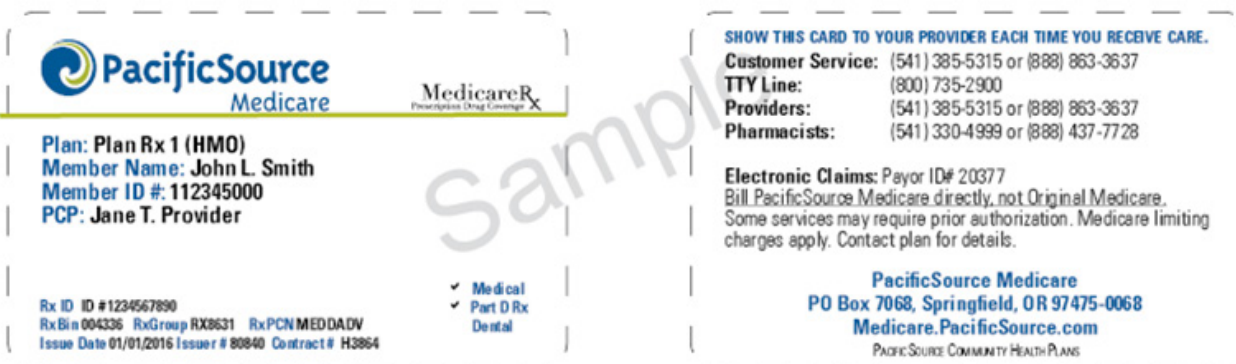 PacificSource
Medicare
MedicareRx
Prescription Drug Coverage
Plan: Plan Rx 1 (HMO)
Member Name: John L. Smith
Member ID #: 112345000
PCP: Jane T. Provider
✓ Medical
✓ Part D Rx
Dental
Rx ID ID #1234567890
RxBin 004336 RxGroup RX8631 RxPCN MEDDADV
Issue Date 01/01/2016 Issuer # 80840 Contract # H3864
Sample
SHOW THIS CARD TO YOUR PROVIDER EACH TIME YOU RECEIVE CARE.
Customer Service: (541) 385-5315 or (888) 863-3637
TTY Line: (800) 735-2900
Providers: (541) 385-5315 or (888) 863-3637
Pharmacists: (541) 330-4999 or (888) 437-7728
Electronic Claims: Payor ID# 20377
Bill PacificSource Medicare directly, not Original Medicare.
Some services may require prior authorization. Medicare limiting
charges apply. Contact plan for details.
PacificSource Medicare
PO Box 7068, Springfield, OR 97475-0068
Medicare.PacificSource.com
PACIFICSOURCE COMMUNITY HEALTH PLANS